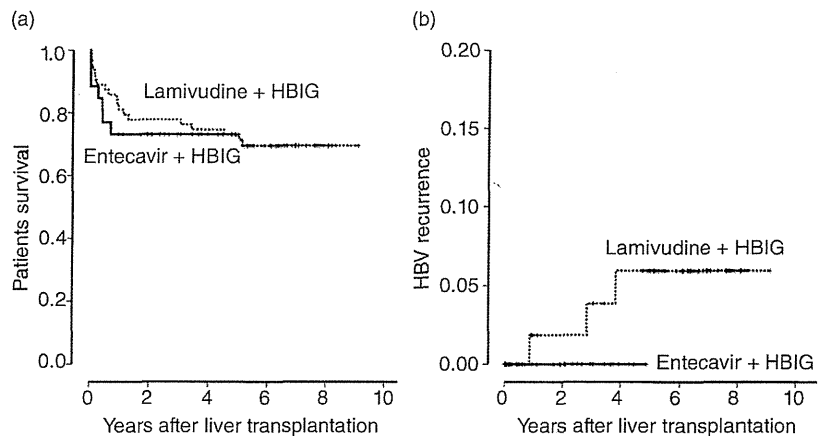 (a)
Patients survival
1.0
0.8
0.6
0.4
0.2
0.0
Lamivudine + HBIG
Entecavir + HBIG
0 2 4 6 8 10
Years after liver transplantation
(b)
HBV recurrence
0.20
0.15
0.10
0.05
0.00
Lamivudine + HBIG
Entecavir + HBIG
0 2 4 6 8 10
Years after liver transplantation